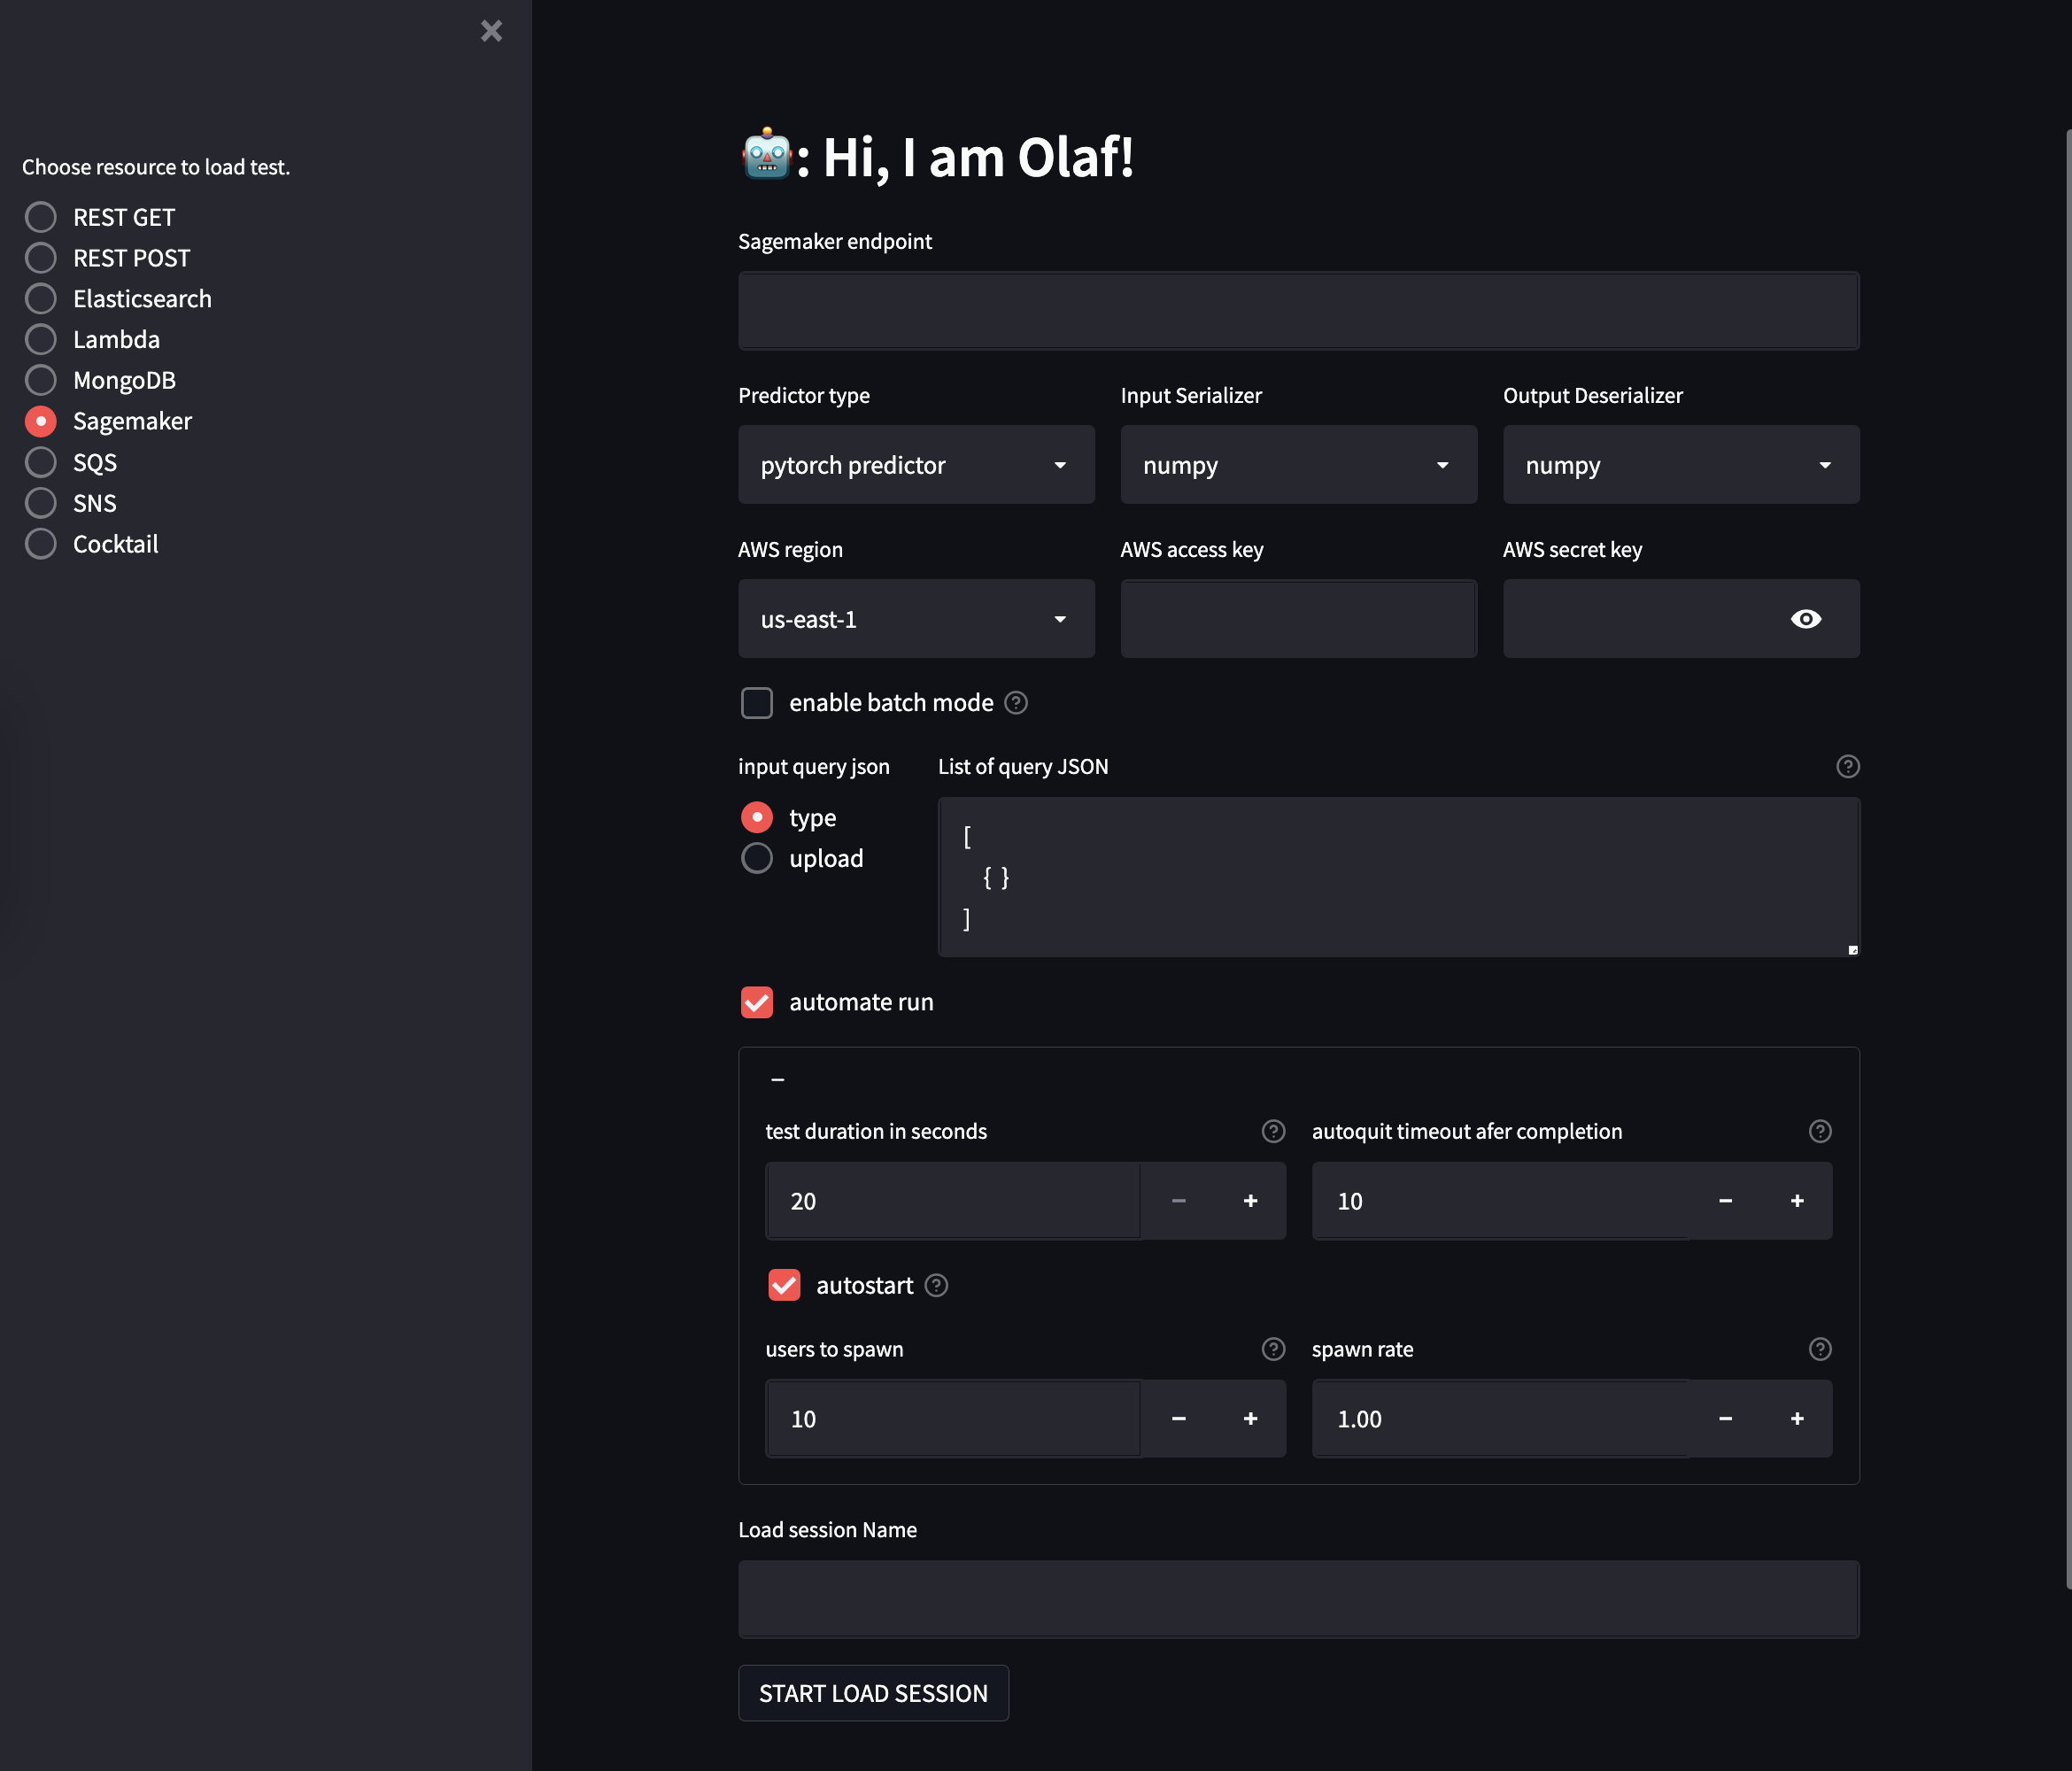 Choose resource to load test.
REST GET
REST POST
Elasticsearch
Lambda
MongoDB
Sagemaker
SQS
SNS
Cocktail
🤖: Hi, I am Olaf!
Sagemaker endpoint
Predictor type Input Serializer Output Deserializer
pytorch predictor numpy numpy
AWS region AWS access key AWS secret key
us-east-1
enable batch mode
input query json List of query JSON
type
upload
[
{ }
]
automate run
test duration in seconds autoquit timeout afer completion
20 - + 10 - +
autostart
users to spawn spawn rate
10 - + 1.00 - +
Load session Name
START LOAD SESSION